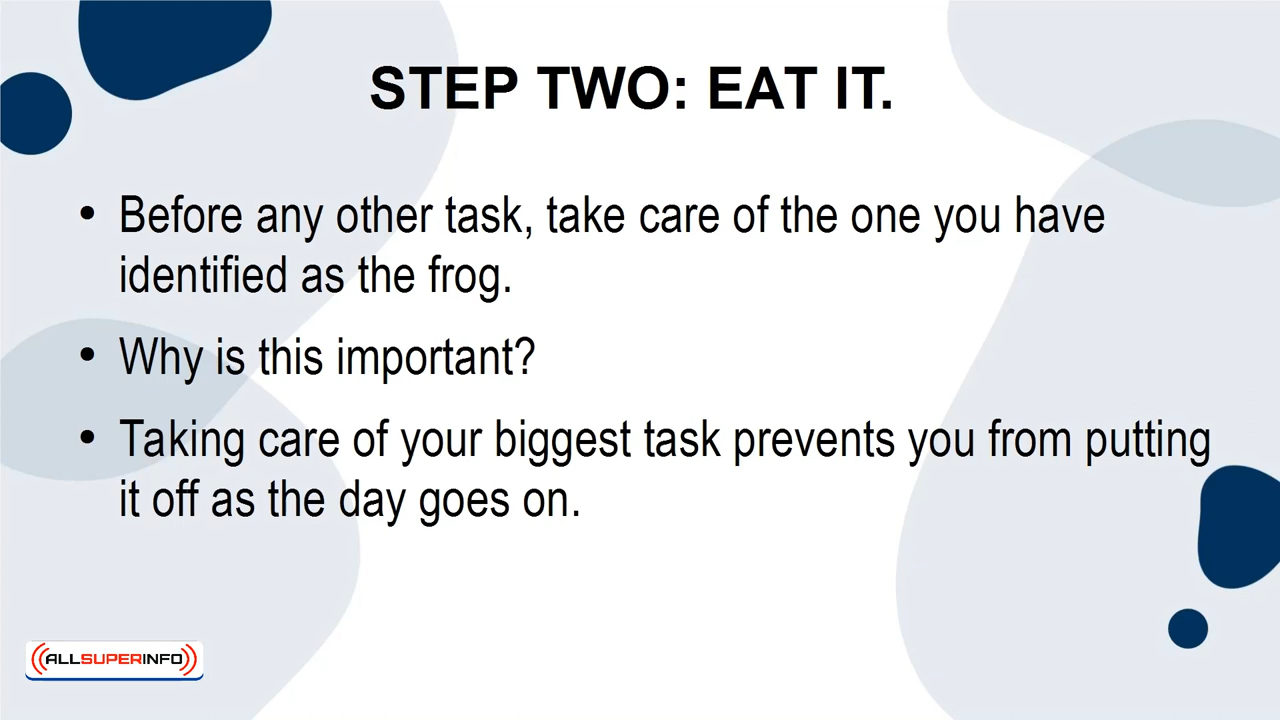 STEP TWO: EAT IT.
• Before any other task, take care of the one you have
identified as the frog.
• Why is this important?
• Taking care of your biggest task prevents you from putting
it off as the day goes on.
ALLSUPERINFO